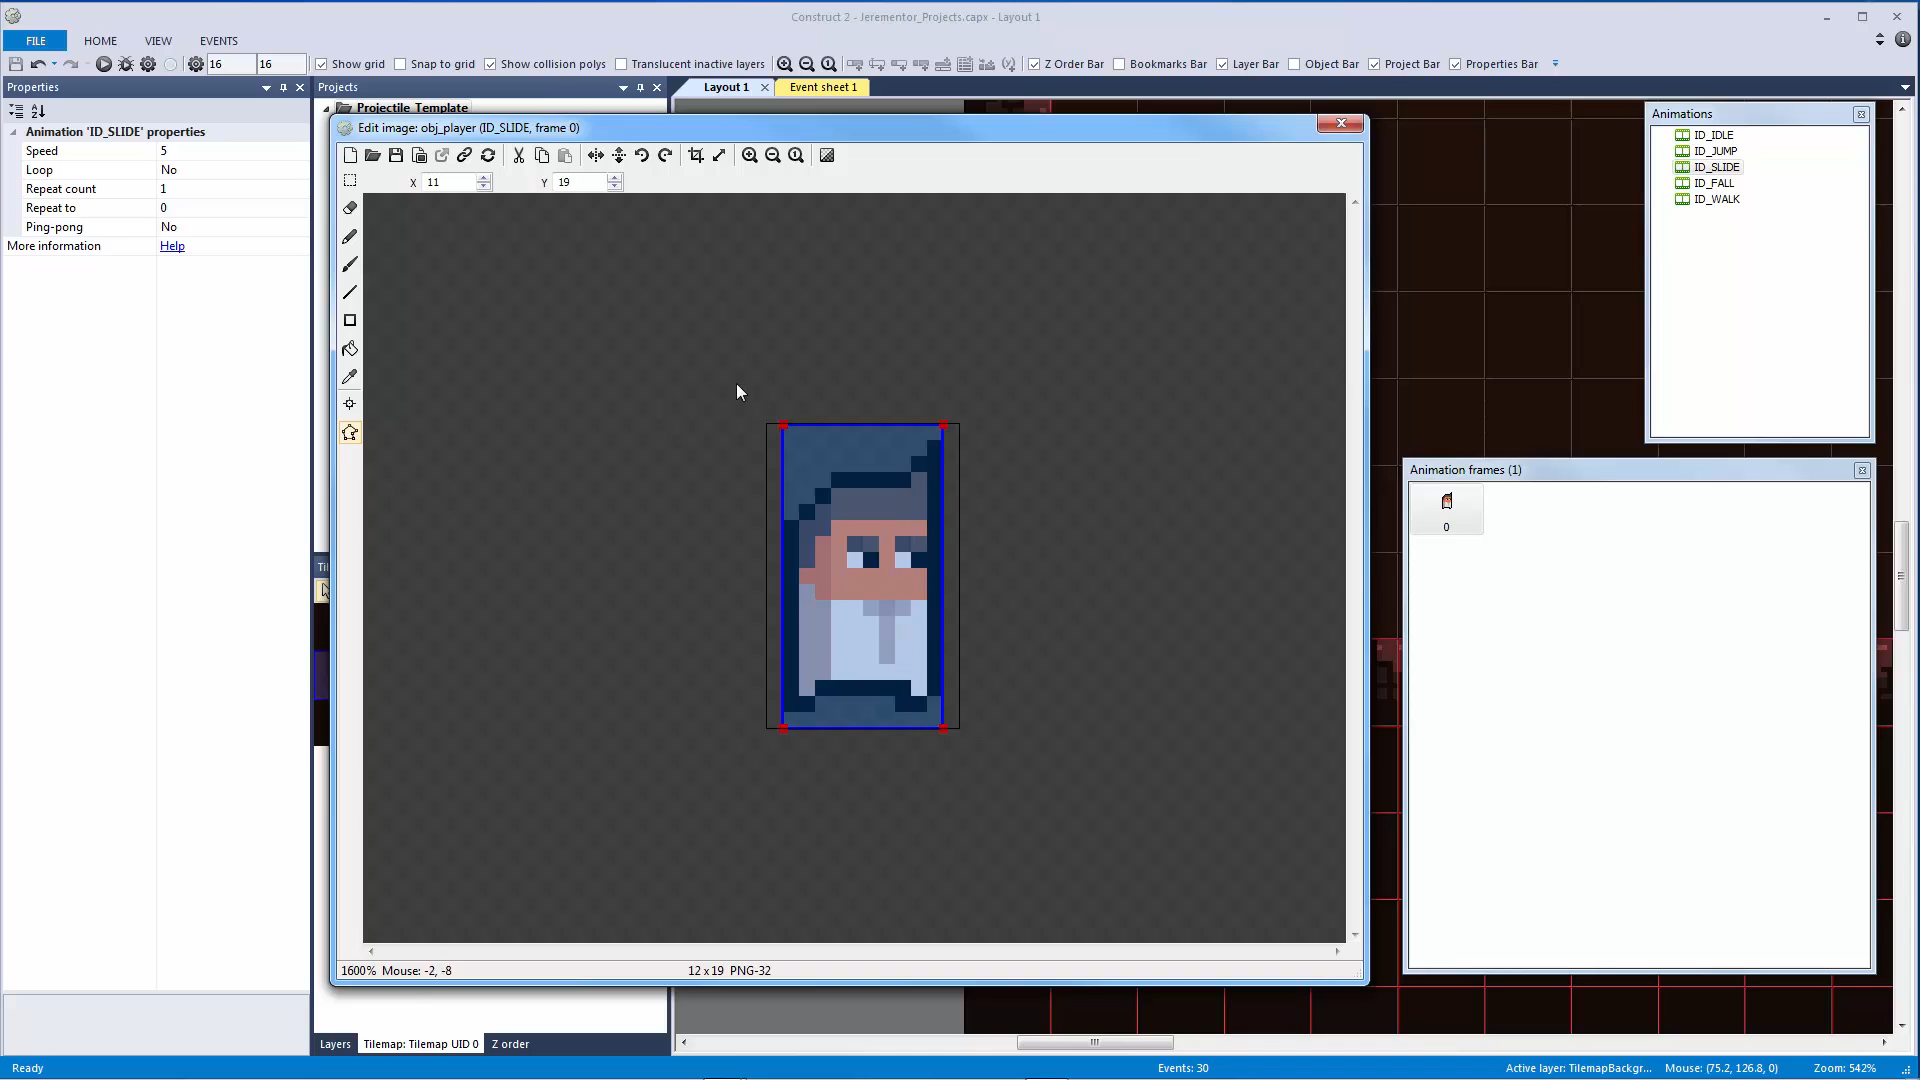 Construct 2 - Jerementor_Projects.capx - Layout 1
FILE HOME VIEW EVENTS
16 16 Show grid Snap to grid Show collision polys Translucent inactive layers Z Order Bar Bookmarks Bar Layer Bar Object Bar Project Bar Properties Bar
Properties
Projects
Layout 1
Event sheet 1
Projectile Template
Animation 'ID_SLIDE' properties
Speed 5
Loop No
Repeat count 1
Repeat to 0
Ping-pong No
More information Help
Edit image: obj_player (ID_SLIDE, frame 0)
X 11 Y 19
Animations
ID_IDLE
ID_JUMP
ID_SLIDE
ID_FALL
ID_WALK
Animation frames (1)
0
1600% Mouse: -2, -8 12 x 19 PNG-32
Layers Tilemap: Tilemap UID 0 Z order
Ready Events: 30 Active layer: TilemapBackgr... Mouse: (75.2, 126.8, 0) Zoom: 542%